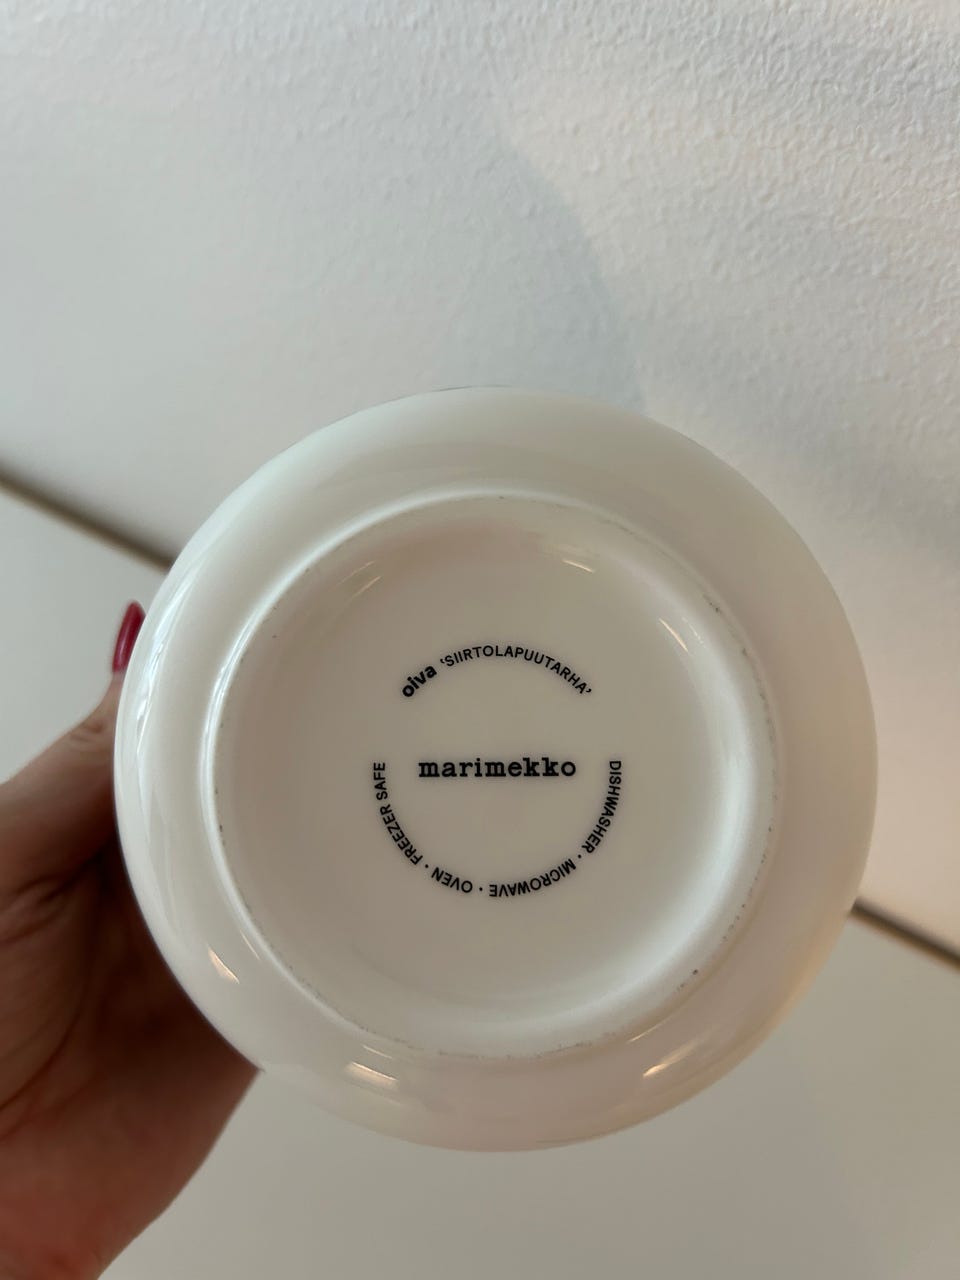 oiva ‘SIIRTOLAPUUTARHA’
marimekko
DISHWASHER · MICROWAVE · OVEN · FREEZER SAFE